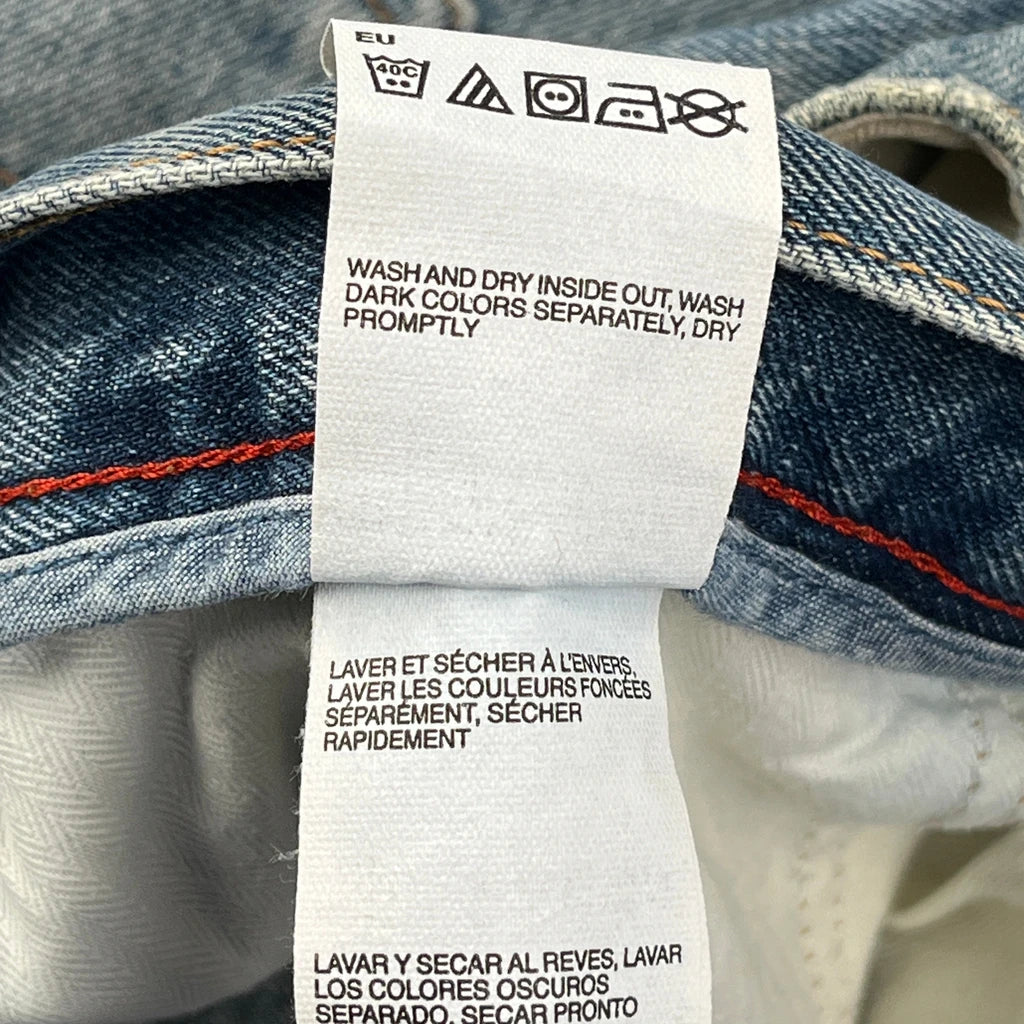 EU
40C
WASH AND DRY INSIDE OUT, WASH
DARK COLORS SEPARATELY, DRY
PROMPTLY
LAVER ET SÉCHER À L'ENVERS,
LAVER LES COULEURS FONCÉES
SÉPARÉMENT, SÉCHER
RAPIDEMENT
LAVAR Y SECAR AL REVES, LAVAR
LOS COLORES OSCUROS
SEPARADO, SECAR PRONTO